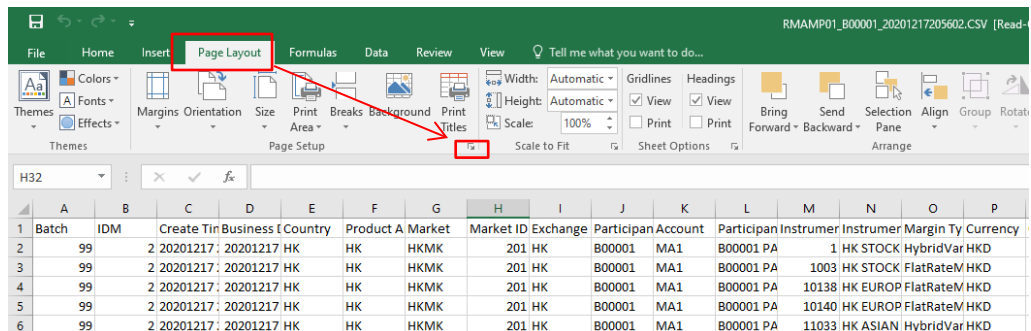 RMAMP01_B00001_20201217205602.CSV [Read-
File Home Insert Page Layout Formulas Data Review View Tell me what you want to do...
Colors Width: Automatic Gridlines Headings
Aa Fonts Height: Automatic View View
Themes Effects Margins Orientation Size Print Area Breaks Background Print Titles Scale: 100% Print Print Bring Forward Send Backward Selection Pane Align Group Rotate
Themes Page Setup Scale to Fit Sheet Options Arrange
H32 fx
A B C D E F G H I J K L M N O P
1 Batch IDM Create Tin Business D Country Product A Market Market ID Exchange Participan Account Participan Instrumer Instrumer Margin Ty Currency
2 99 2 20201217 20201217 HK HK HKMK 201 HK B00001 MA1 B00001 PA 1 HK STOCK HybridVar HKD
3 99 2 20201217 20201217 HK HK HKMK 201 HK B00001 MA1 B00001 PA 1003 HK STOCK FlatRateM HKD
4 99 2 20201217 20201217 HK HK HKMK 201 HK B00001 MA1 B00001 PA 10138 HK EUROP FlatRateM HKD
5 99 2 20201217 20201217 HK HK HKMK 201 HK B00001 MA1 B00001 PA 10140 HK EUROP FlatRateM HKD
6 99 2 20201217 20201217 HK HK HKMK 201 HK B00001 MA1 B00001 PA 11033 HK ASIAN HybridVar HKD